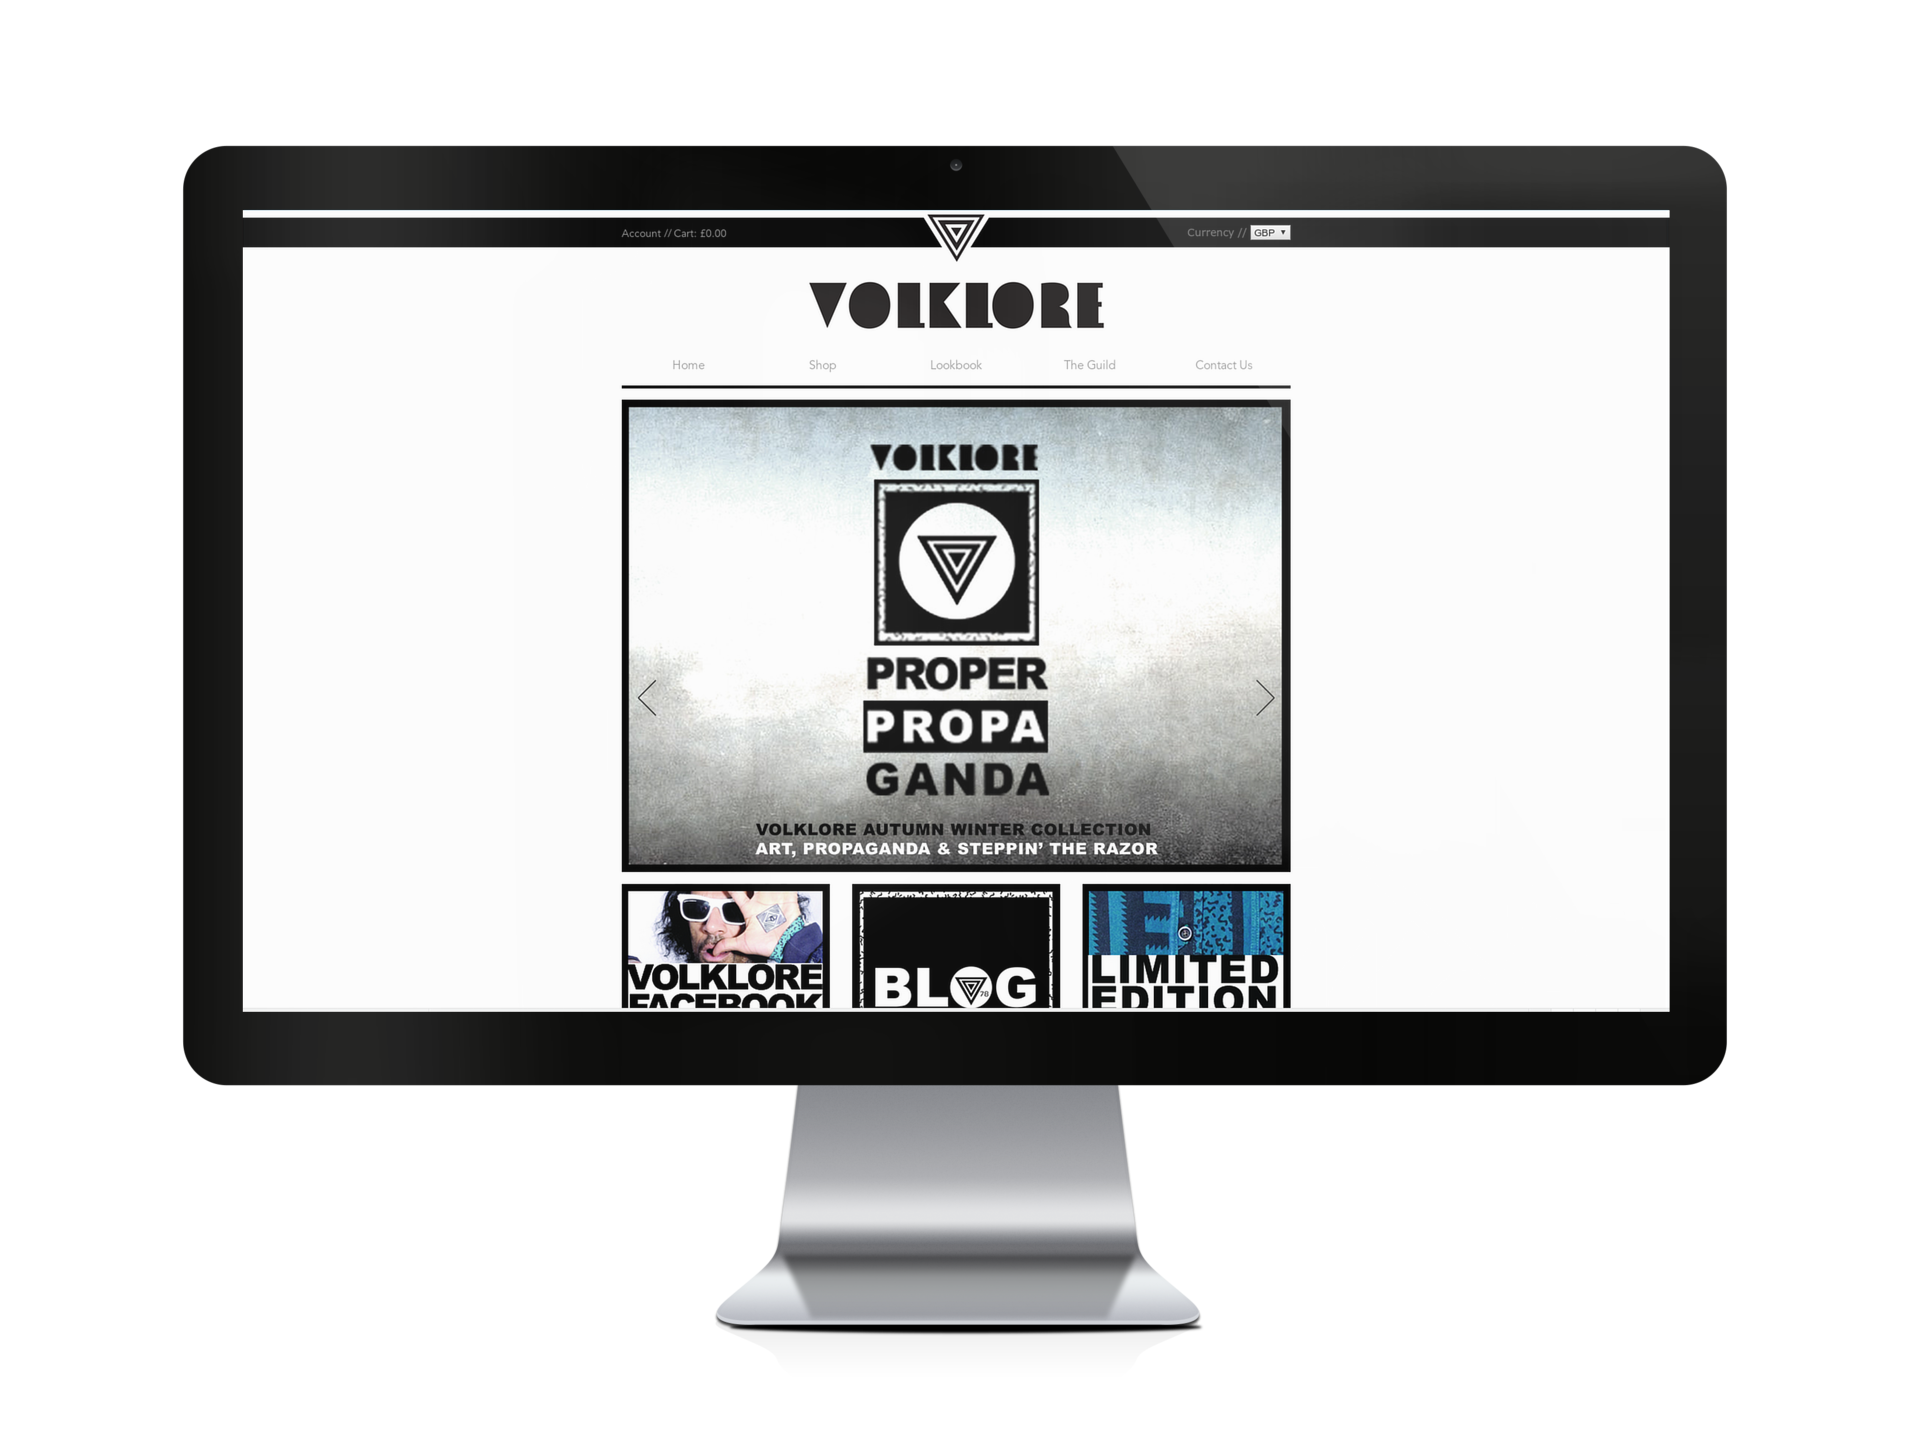 Account // Cart: £0.00
Currency // GBP
VOLKLORE
Home Shop Lookbook The Guild Contact Us
VOLKLORE
PROPER
PROPA
GANDA
VOLKLORE AUTUMN WINTER COLLECTION
ART, PROPAGANDA & STEPPIN' THE RAZOR
VOLKLORE
FACEBOOK
BLOG
78
LIMITED
EDITION